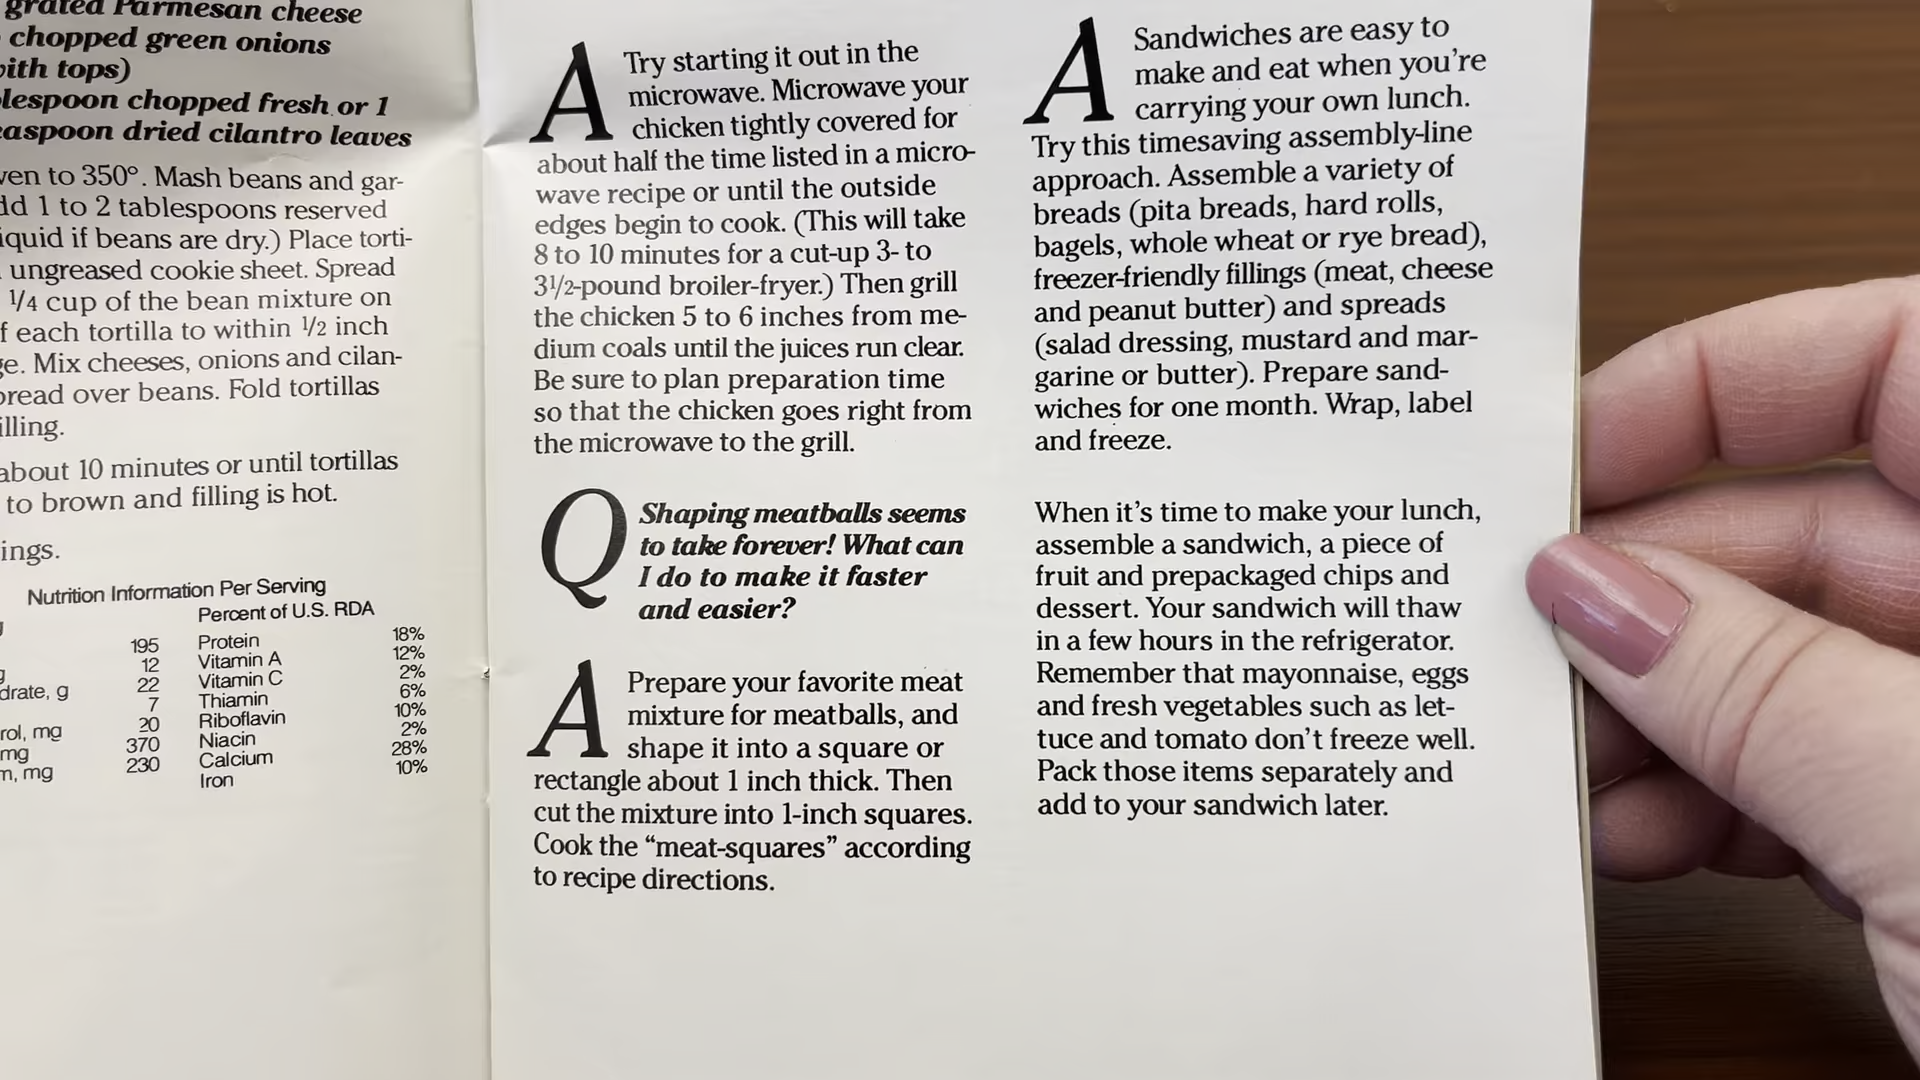 grated Parmesan cheese
chopped green onions
with tops)
tablespoon chopped fresh or 1
teaspoon dried cilantro leaves
oven to 350°. Mash beans and gar-
add 1 to 2 tablespoons reserved
liquid if beans are dry.) Place torti-
ungreased cookie sheet. Spread
1/4 cup of the bean mixture on
of each tortilla to within 1/2 inch
Mix cheeses, onions and cilan-
spread over beans. Fold tortillas
filling.
about 10 minutes or until tortillas
to brown and filling is hot.
Nutrition Information Per Serving
Percent of U.S. RDA
195 Protein 18%
12 Vitamin A 12%
22 Vitamin C 2%
7 Thiamin 6%
20 Riboflavin 10%
370 Niacin 2%
230 Calcium 28%
Iron 10%
A Try starting it out in the
microwave. Microwave your
chicken tightly covered for
about half the time listed in a micro-
wave recipe or until the outside
edges begin to cook. (This will take
8 to 10 minutes for a cut-up 3- to
3 1/2-pound broiler-fryer.) Then grill
the chicken 5 to 6 inches from me-
dium coals until the juices run clear.
Be sure to plan preparation time
so that the chicken goes right from
the microwave to the grill.
Q Shaping meatballs seems
to take forever! What can
I do to make it faster
and easier?
A Prepare your favorite meat
mixture for meatballs, and
shape it into a square or
rectangle about 1 inch thick. Then
cut the mixture into 1-inch squares.
Cook the “meat-squares” according
to recipe directions.
A Sandwiches are easy to
make and eat when you’re
carrying your own lunch.
Try this timesaving assembly-line
approach. Assemble a variety of
breads (pita breads, hard rolls,
bagels, whole wheat or rye bread),
freezer-friendly fillings (meat, cheese
and peanut butter) and spreads
(salad dressing, mustard and mar-
garine or butter). Prepare sand-
wiches for one month. Wrap, label
and freeze.
When it’s time to make your lunch,
assemble a sandwich, a piece of
fruit and prepackaged chips and
dessert. Your sandwich will thaw
in a few hours in the refrigerator.
Remember that mayonnaise, eggs
and fresh vegetables such as let-
tuce and tomato don’t freeze well.
Pack those items separately and
add to your sandwich later.